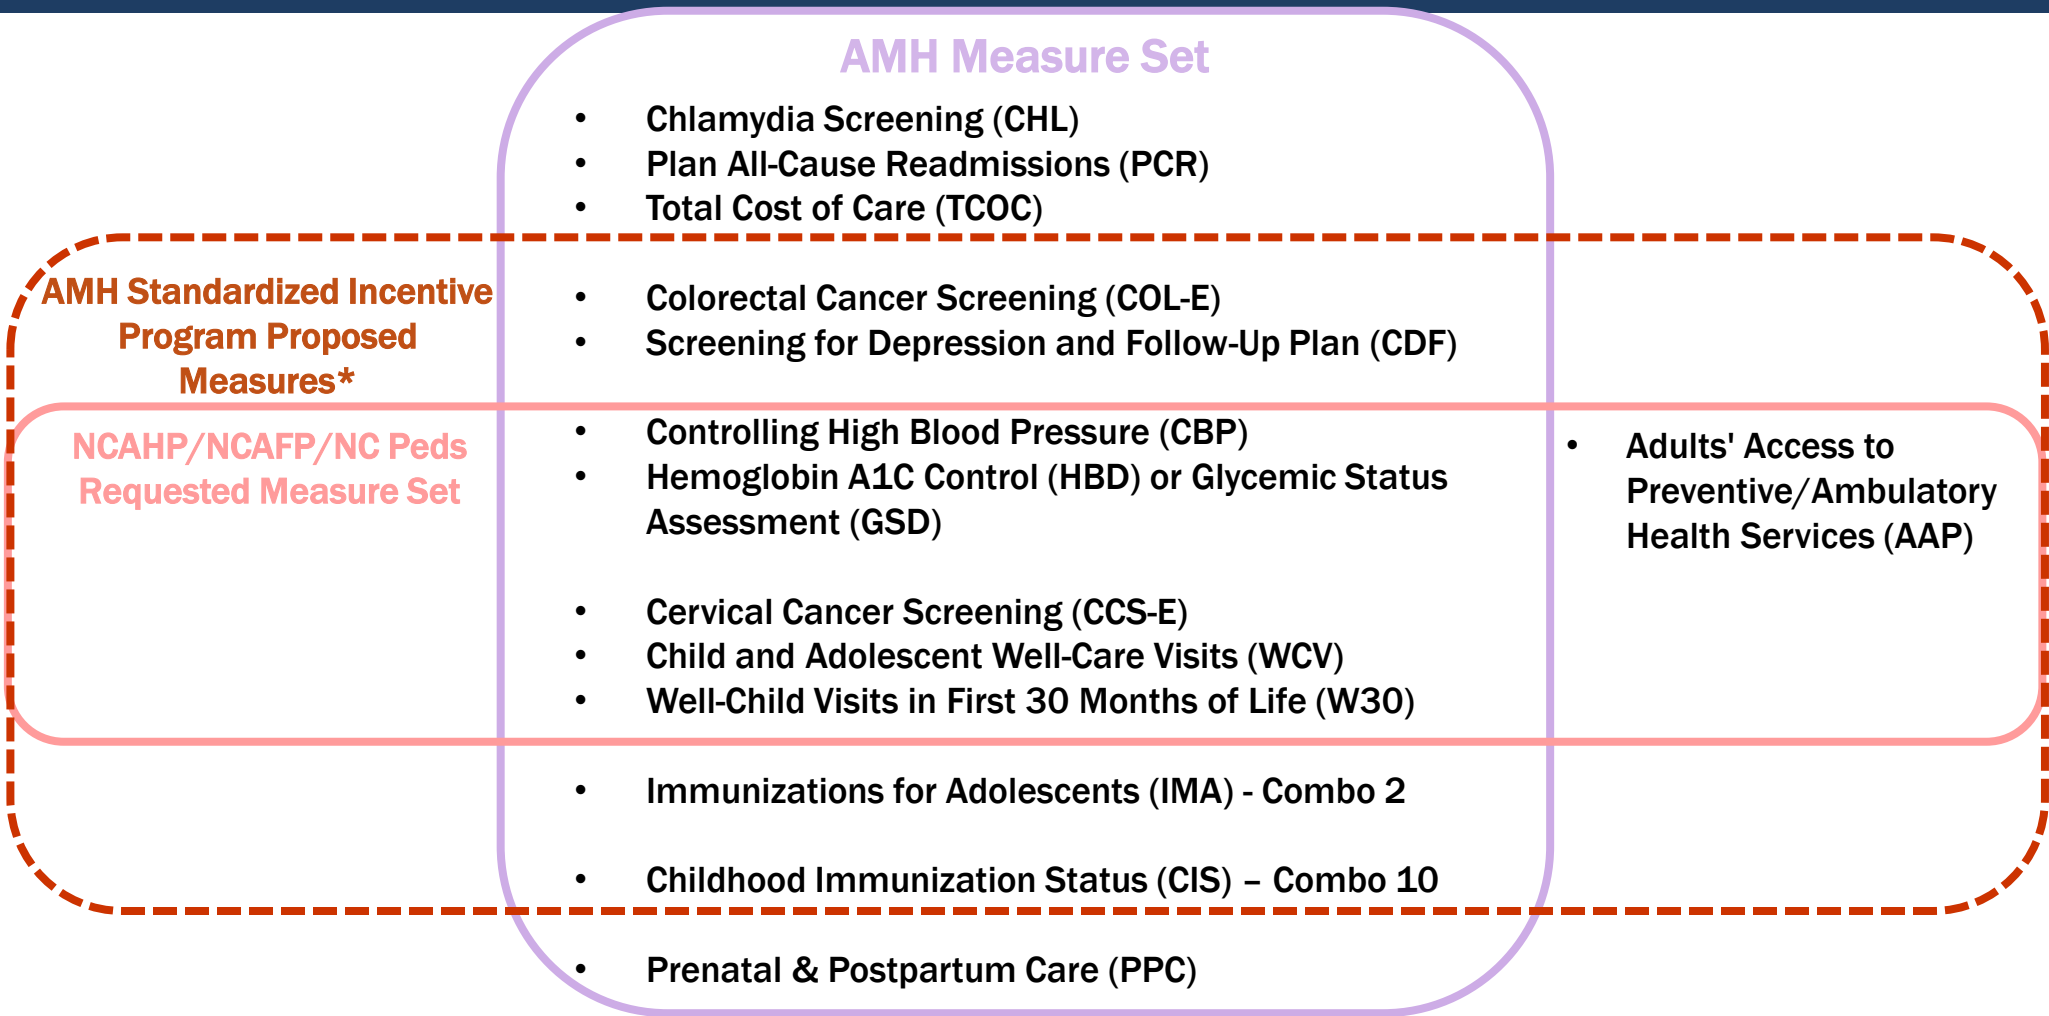 AMH Measure Set
• Chlamydia Screening (CHL)
• Plan All-Cause Readmissions (PCR)
• Total Cost of Care (TCOC)
AMH Standardized Incentive
Program Proposed
Measures*
• Colorectal Cancer Screening (COL-E)
• Screening for Depression and Follow-Up Plan (CDF)
NCAHP/NCAFP/NC Peds
Requested Measure Set
• Controlling High Blood Pressure (CBP)
• Hemoglobin A1C Control (HBD) or Glycemic Status
Assessment (GSD)
• Cervical Cancer Screening (CCS-E)
• Child and Adolescent Well-Care Visits (WCV)
• Well-Child Visits in First 30 Months of Life (W30)
• Adults' Access to
Preventive/Ambulatory
Health Services (AAP)
• Immunizations for Adolescents (IMA) - Combo 2
• Childhood Immunization Status (CIS) – Combo 10
• Prenatal & Postpartum Care (PPC)